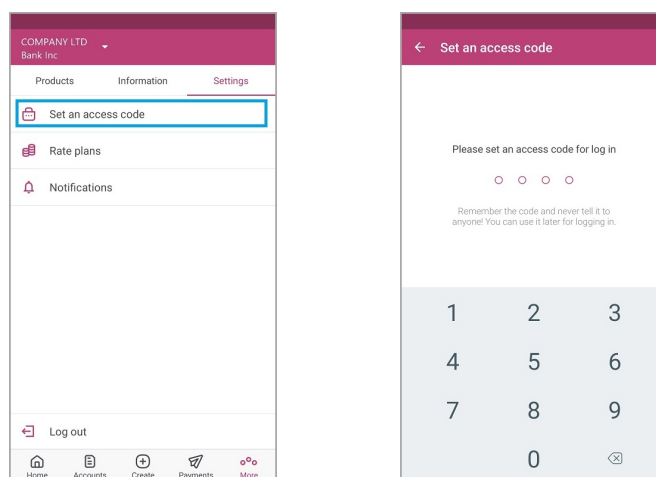 COMPANY LTD
Bank Inc
Products Information Settings
Set an access code
Rate plans
Notifications
Log out
Home Accounts Create Payments More
Set an access code
Please set an access code for log in
Remember the code and never tell it to
anyone! You can use it later for logging in.
1 2 3
4 5 6
7 8 9
0